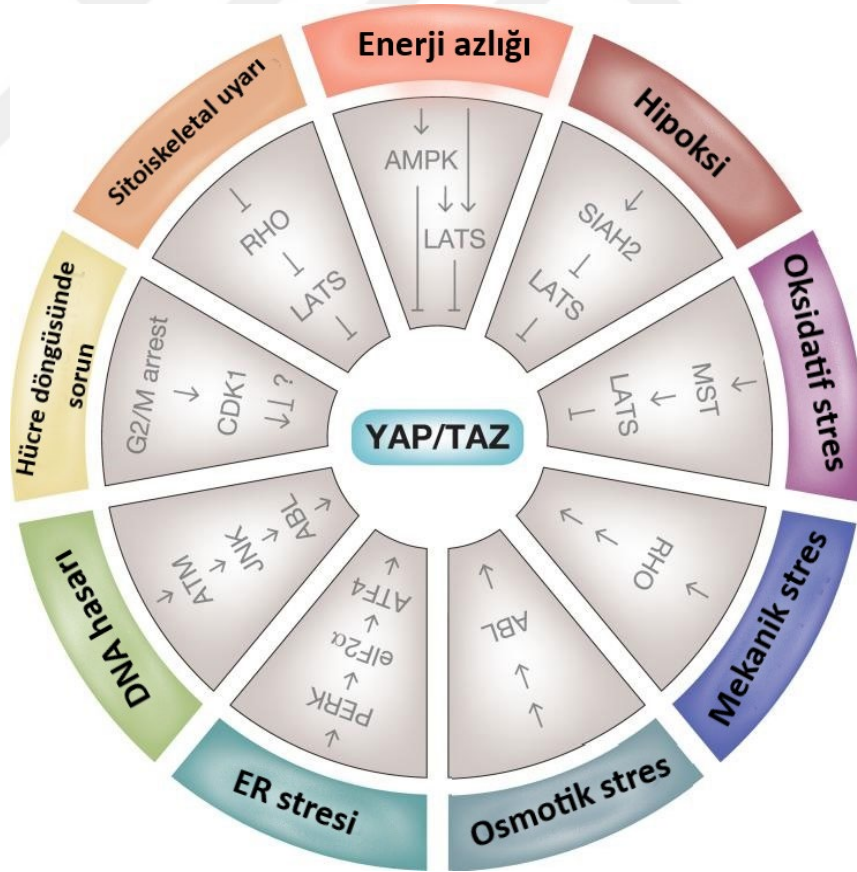 Enerji azlığı
AMPK
LATS
Hipoksi
SIAH2
LATS
Oksidatif stres
MST
LATS
Mekanik stres
RHO
Osmotik stres
ABL
ER stresi
PERK
eIF2α
ATF4
DNA hasarı
ATM
JNK
ABL
Hücre döngüsünde
sorun
G2/M arrest
CDK1
?
Sitoiskeletal uyarı
RHO
LATS
YAP/TAZ